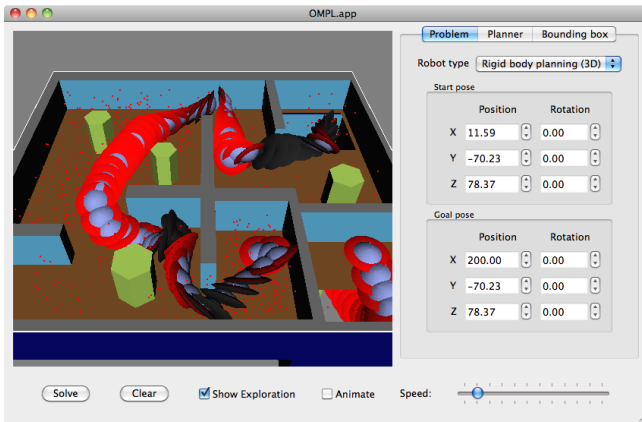 OMPL.app
Problem Planner Bounding box
Robot type Rigid body planning (3D)
Start pose
Position Rotation
X 11.59 0.00
Y -70.23 0.00
Z 78.37 0.00
Goal pose
Position Rotation
X 200.00 0.00
Y -70.23 0.00
Z 78.37 0.00
Solve Clear Show Exploration Animate Speed: